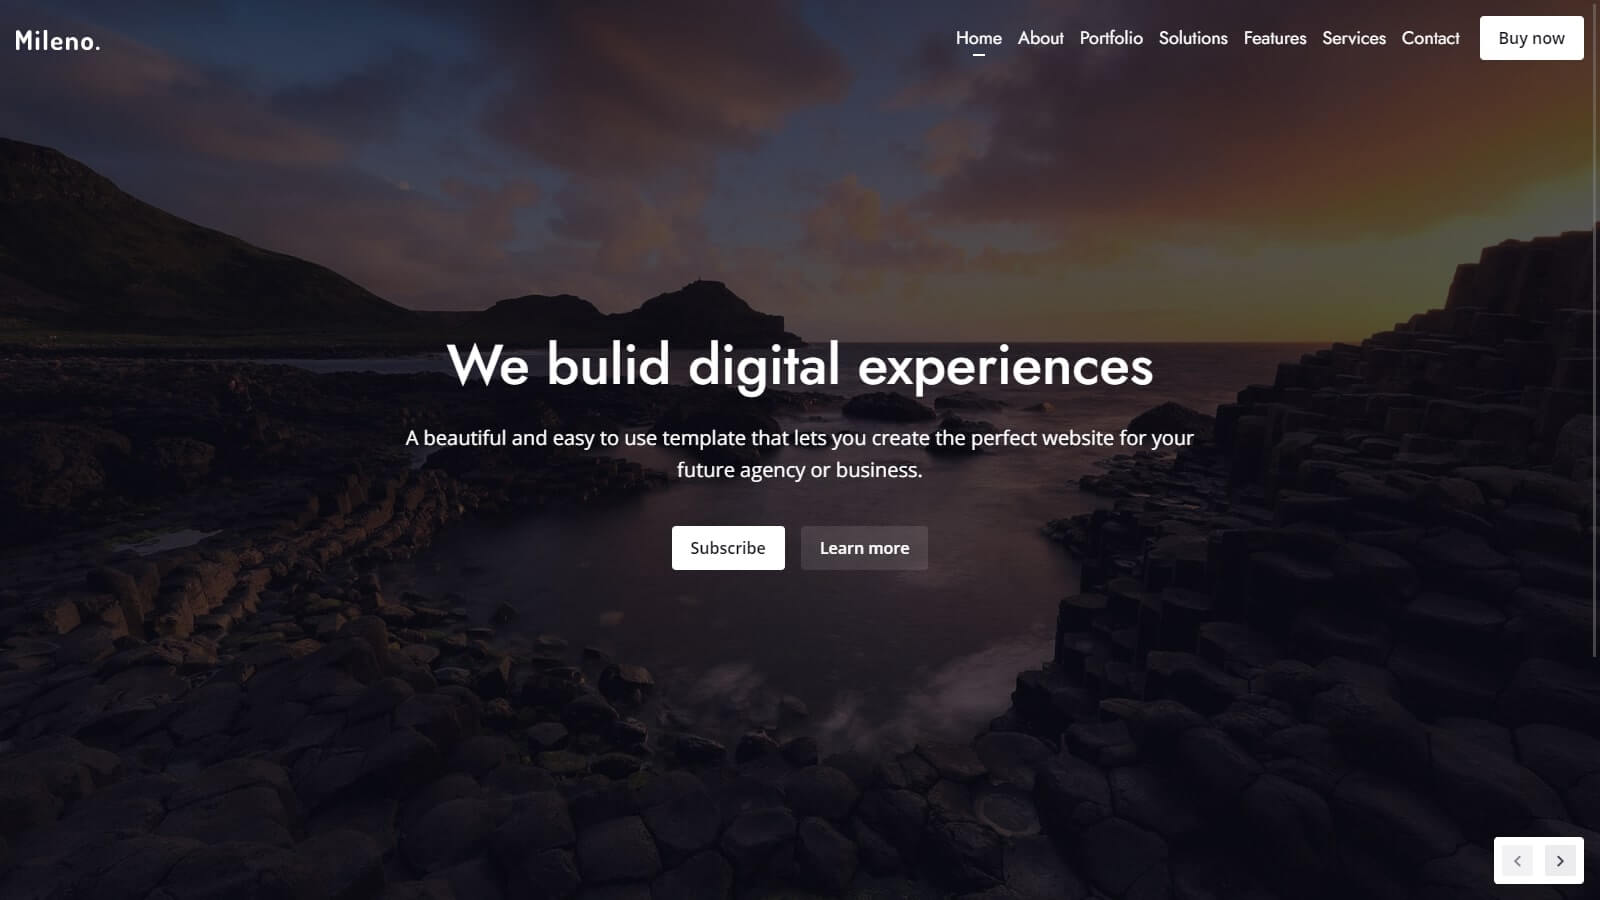 Mileno.
Home About Portfolio Solutions Features Services Contact Buy now
We bulid digital experiences
A beautiful and easy to use template that lets you create the perfect website for your
future agency or business.
Subscribe Learn more